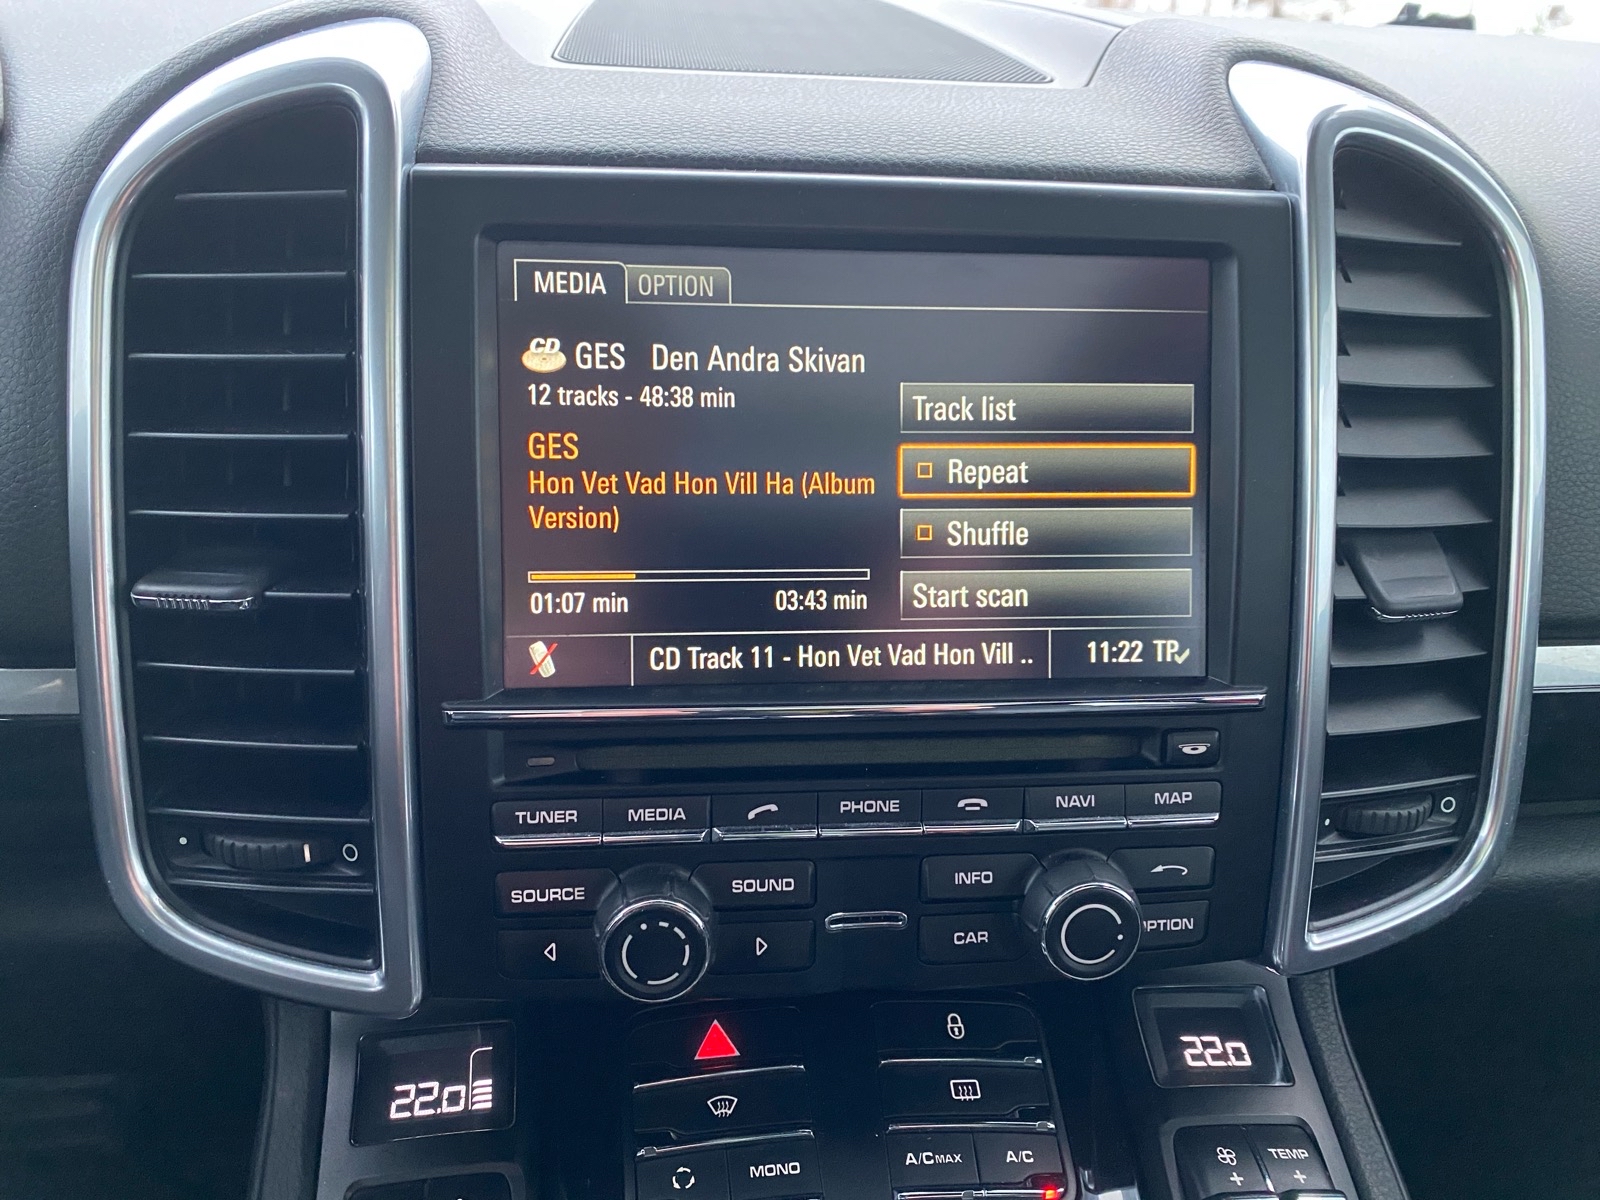 MEDIA OPTION
CD GES Den Andra Skivan
12 tracks - 48:38 min
GES
Hon Vet Vad Hon Vill Ha (Album
Version)
01:07 min 03:43 min
Track list
Repeat
Shuffle
Start scan
CD Track 11 - Hon Vet Vad Hon Vill ..
11:22 TP
TUNER MEDIA PHONE NAVI MAP
SOURCE SOUND INFO
CAR OPTION
22.0 22.0
MONO A/C MAX A/C TEMP
+ +